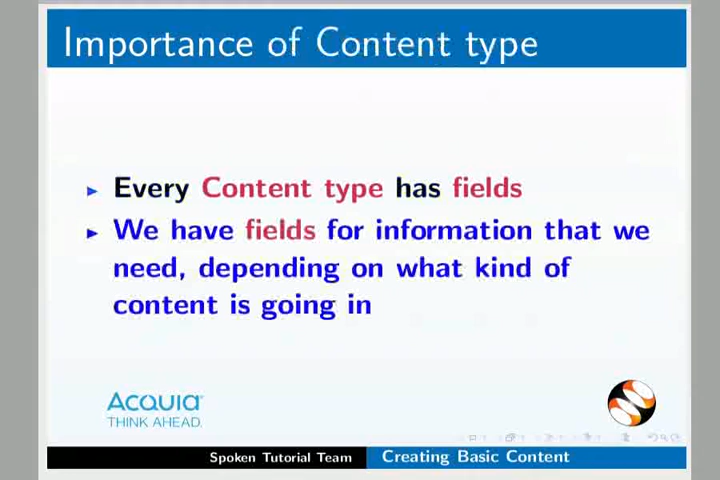 Importance of Content type
Every Content type has fields
We have fields for information that we
need, depending on what kind of
content is going in
Acquia
THINK AHEAD.
Spoken Tutorial Team
Creating Basic Content